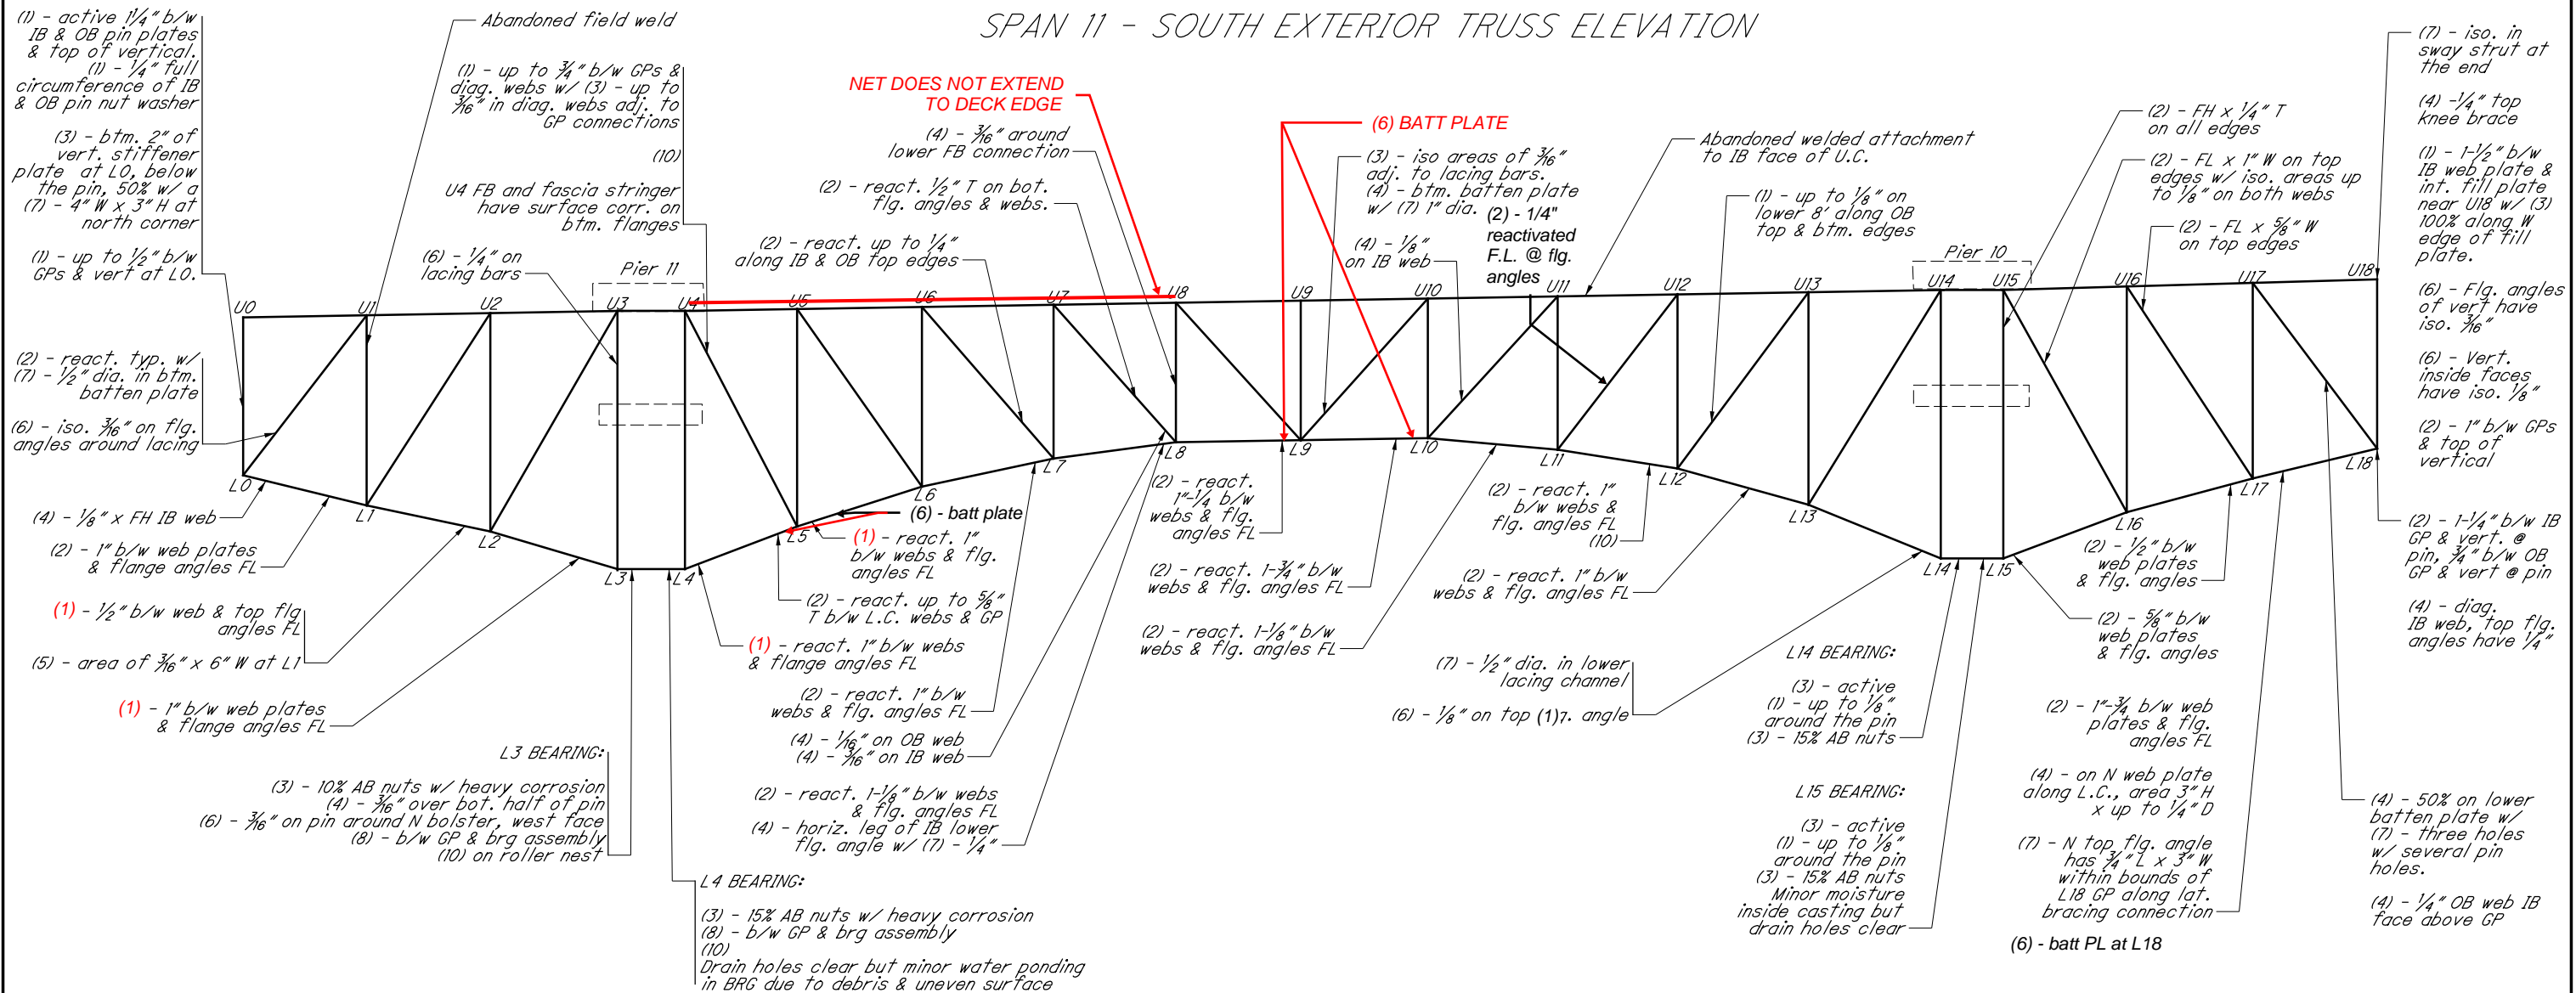 SPAN 11 - SOUTH EXTERIOR TRUSS ELEVATION
(1) - active 1¼" b/w
IB & OB pin plates
& top of vertical.
(1) - ¼" full
circumference of IB
& OB pin nut washer
(3) - btm. 2" of
vert. stiffener
plate at L0, below
the pin, 50% w/ a
(7) - 4" W x 3" H at
north corner
(1) - up to ½" b/w
GPs & vert at L0.
Abandoned field weld
(1) - up to ¾" b/w GPs &
diag. webs w/ (3) - up to
3/16" in diag. webs adj. to
GP connections
(10)
U4 FB and fascia stringer
have surface corr. on
btm. flanges
(6) - ¼" on
lacing bars
Pier 11
NET DOES NOT EXTEND
TO DECK EDGE
(4) - 3/16" around
lower FB connection
(2) - react. ½" T on bot.
flg. angles & webs.
(2) - react. up to ¼"
along IB & OB top edges
(6) BATT PLATE
(3) - iso areas of 3/16"
adj. to lacing bars.
(4) - btm. batten plate
w/ (7) 1" dia.
(4) - ⅛"
on IB web
(2) - 1/4"
reactivated
F.L. @ flg.
angles
Abandoned welded attachment
to IB face of U.C.
(1) - up to ⅛" on
lower 8' along OB
top & btm. edges
Pier 10
(2) - FH x ¼" T
on all edges
(2) - FL x 1" W on top
edges w/ iso. areas up
to ⅛" on both webs
(2) - FL x ⅝" W
on top edges
(7) - iso. in
sway strut at
the end
(4) -¼" top
knee brace
(1) - 1-½" b/w
IB web plate &
int. fill plate
near U18 w/ (3)
100% along W
edge of fill
plate.
(6) - Flg. angles
of vert have
iso. 3/16"
(6) - Vert.
inside faces
have iso. ⅛"
(2) - 1" b/w GPs
& top of
vertical
U0
U1
U2
U3
U4
U5
U6
U7
U8
U9
U10
U11
U12
U13
U14
U15
U16
U17
U18
(2) - react. typ. w/
(7) - ½" dia. in btm.
batten plate
(6) - iso. 3/16" on flg.
angles around lacing
L0
L1
L2
L3
L4
L5
L6
L7
L8
L9
L10
L11
L12
L13
L14
L15
L16
L17
L18
(4) - ⅛" x FH IB web
(2) - 1" b/w web plates
& flange angles FL
(1) - ½" b/w web & top flg
angles FL
(5) - area of 3/16" x 6" W at L1
(1) - 1" b/w web plates
& flange angles FL
L3 BEARING:
(3) - 10% AB nuts w/ heavy corrosion
(4) - 3/16" over bot. half of pin
(6) - 3/16" on pin around N bolster, west face
(8) - b/w GP & brg assembly
(10) on roller nest
L4 BEARING:
(3) - 15% AB nuts w/ heavy corrosion
(8) - b/w GP & brg assembly
(10)
Drain holes clear but minor water ponding
in BRG due to debris & uneven surface
(6) - batt plate
(1) - react. 1"
b/w webs & flg.
angles FL
(2) - react. up to ⅝"
T b/w L.C. webs & GP
(1) - react. 1" b/w webs
& flange angles FL
(2) - react. 1" b/w
webs & flg. angles FL
(4) - 1/16" on OB web
(4) - 3/16" on IB web
(2) - react. 1-⅛" b/w webs
& flg. angles FL
(4) - horiz. leg of IB lower
flg. angle w/ (7) - ¼"
(2) - react.
1"-¼ b/w
webs & flg.
angles FL
(2) - react. 1-¾" b/w
webs & flg. angles FL
(2) - react. 1-⅛" b/w
webs & flg. angles FL
(2) - react. 1"
b/w webs &
flg. angles FL
(10)
(2) - react. 1" b/w
webs & flg. angles FL
(7) - ½" dia. in lower
lacing channel
(6) - ⅛" on top (1)7. angle
L14 BEARING:
(3) - active
(1) - up to ⅛"
around the pin
(3) - 15% AB nuts
L15 BEARING:
(3) - active
(1) - up to ⅛"
around the pin
(3) - 15% AB nuts
Minor moisture
inside casting but
drain holes clear
(2) - ½" b/w
web plates
& flg. angles
(2) - ⅝" b/w
web plates
& flg. angles
(2) - 1"-¾ b/w web
plates & flg.
angles FL
(4) - on N web plate
along L.C., area 3" H
x up to ¼" D
(7) - N top flg. angle
has ¾" L x 3" W
within bounds of
L18 GP along lat.
bracing connection
(6) - batt PL at L18
(2) - 1-¼" b/w IB
GP & vert. @
pin, ¾" b/w OB
GP & vert @ pin
(4) - diag.
IB web, top flg.
angles have ¼"
(4) - 50% on lower
batten plate w/
(7) - three holes
w/ several pin
holes.
(4) - ¼" OB web IB
face above GP